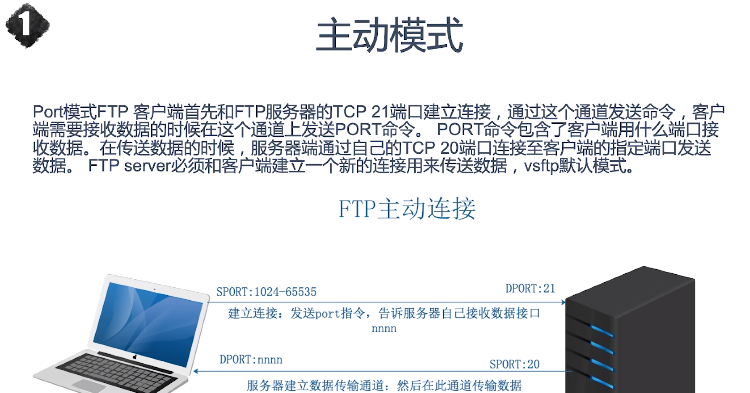 1
主动模式
Port模式FTP 客户端首先和FTP服务器的TCP 21端口建立连接，通过这个通道发送命令，客户
端需要接收数据的时候在这个通道上发送PORT命令。 PORT命令包含了客户端用什么端口接
收数据。在传送数据的时候，服务器端通过自己的TCP 20端口连接至客户端的指定端口发送
数据。 FTP server必须和客户端建立一个新的连接用来传送数据，vsftp默认模式。
FTP主动连接
SPORT:1024-65535
DPORT:21
建立连接：发送port指令，告诉服务器自己接收数据接口
nnnn
DPORT:nnnn
SPORT:20
服务器建立数据传输通道：然后在此通道传输数据